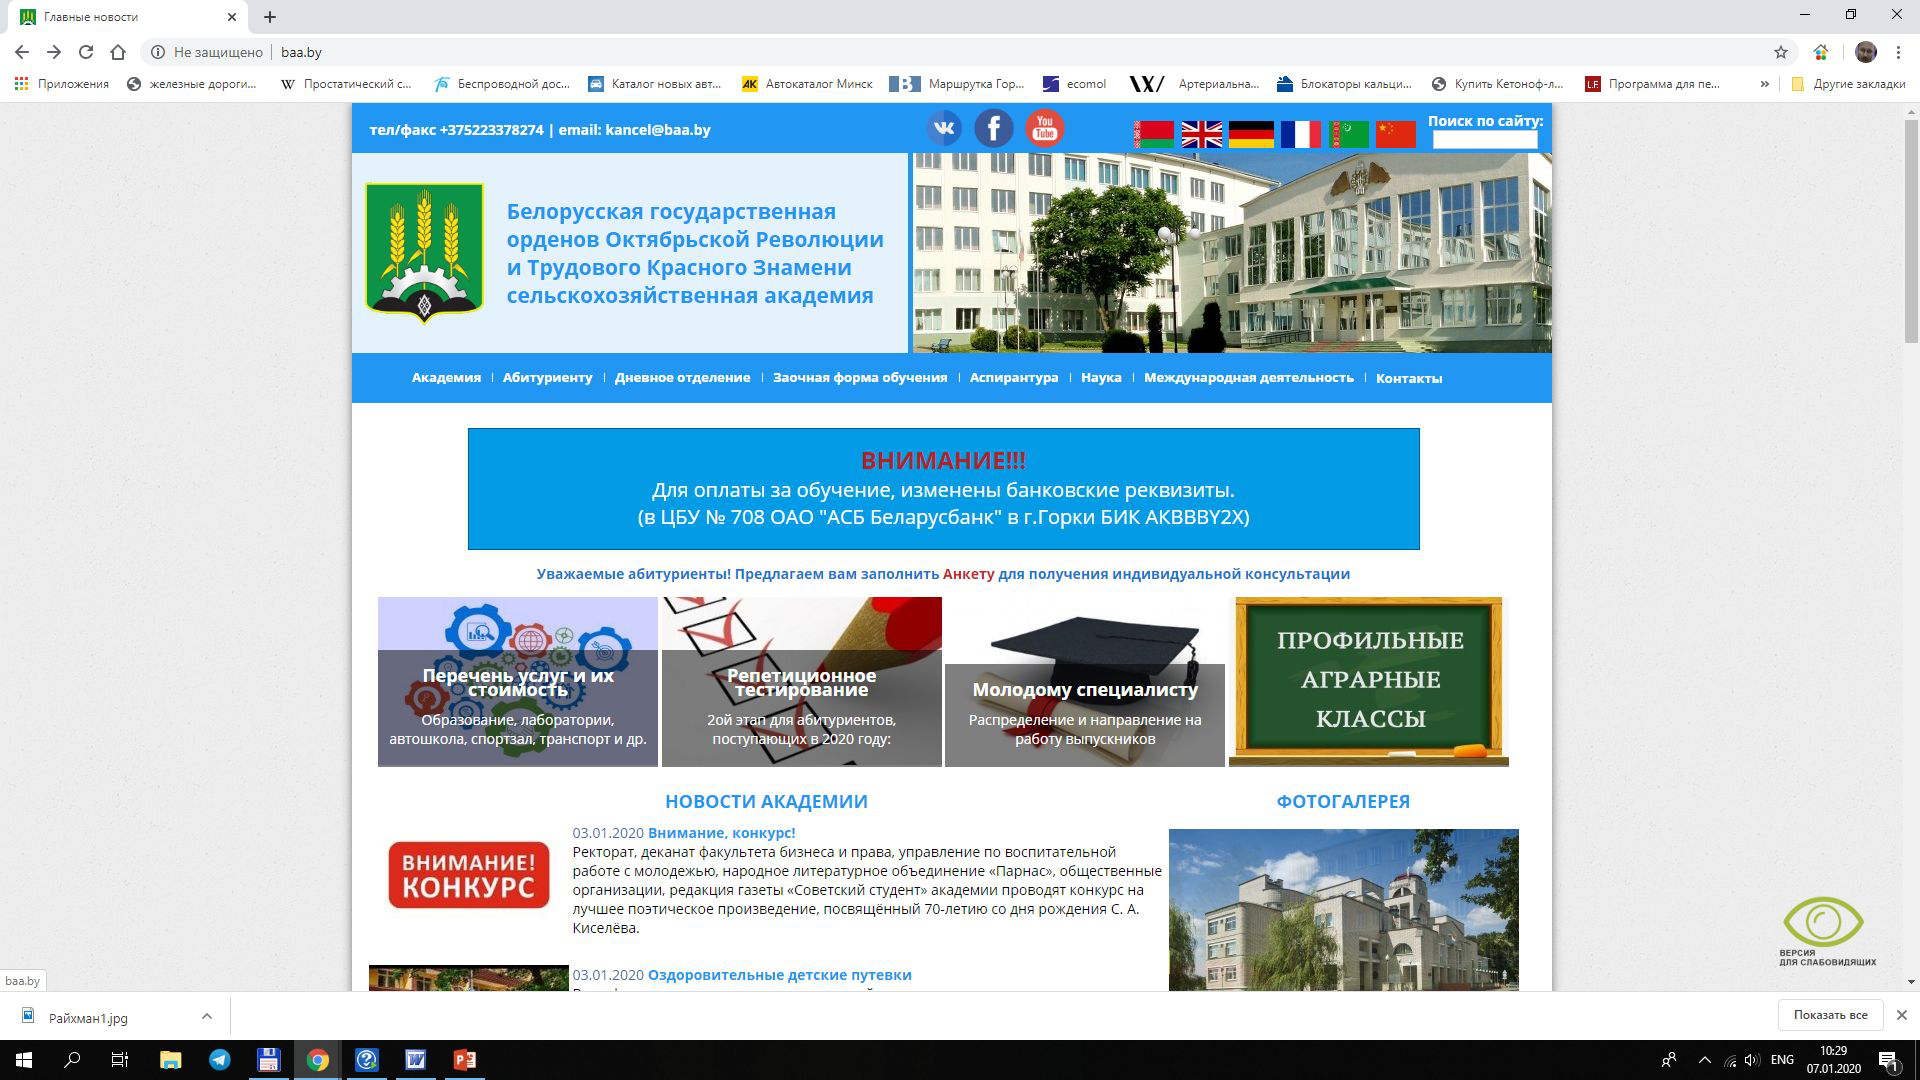 Главные новости
Не защищено | baa.by
Приложения
железные дороги...
Простатический с...
Беспроводной дос...
Каталог новых авт...
АК Автокаталог Минск
В Маршрутка Гор...
ecomol
Артериальна...
Блокаторы кальци...
Купить Кетоноф-л...
L.F. Программа для пе...
»
Другие закладки
тел/факс +375223378274 | email: kancel@baa.by
You
Tube
Поиск по сайту:
Белорусская государственная
орденов Октябрьской Революции
и Трудового Красного Знамени
сельскохозяйственная академия
Академия | Абитуриенту | Дневное отделение | Заочная форма обучения | Аспирантура | Наука | Международная деятельность | Контакты
ВНИМАНИЕ!!!
Для оплаты за обучение, изменены банковские реквизиты.
(в ЦБУ № 708 ОАО "АСБ Беларусбанк" в г.Горки БИК AKBBBY2X)
Уважаемые абитуриенты! Предлагаем вам заполнить Анкету для получения индивидуальной консультации
Перечень услуг и их
стоимость
Образование, лаборатории,
автошкола, спортзал, транспорт и др.
Репетиционное
тестирование
2ой этап для абитуриентов,
поступающих в 2020 году:
Молодому специалисту
Распределение и направление на
работу выпускников
ПРОФИЛЬНЫЕ
АГРАРНЫЕ
КЛАССЫ
НОВОСТИ АКАДЕМИИ
ВНИМАНИЕ!
КОНКУРС
03.01.2020 Внимание, конкурс!
Ректорат, деканат факультета бизнеса и права, управление по воспитательной
работе с молодежью, народное литературное объединение «Парнас», общественные
организации, редакция газеты «Советский студент» академии проводят конкурс на
лучшее поэтическое произведение, посвящённый 70-летию со дня рождения С. А.
Киселёва.
03.01.2020 Оздоровительные детские путевки
ФОТОГАЛЕРЕЯ
ВЕРСИЯ
ДЛЯ СЛАБОВИДЯЩИХ
baa.by
Райхман1.jpg
Показать все
ENG
10:29
07.01.2020
1